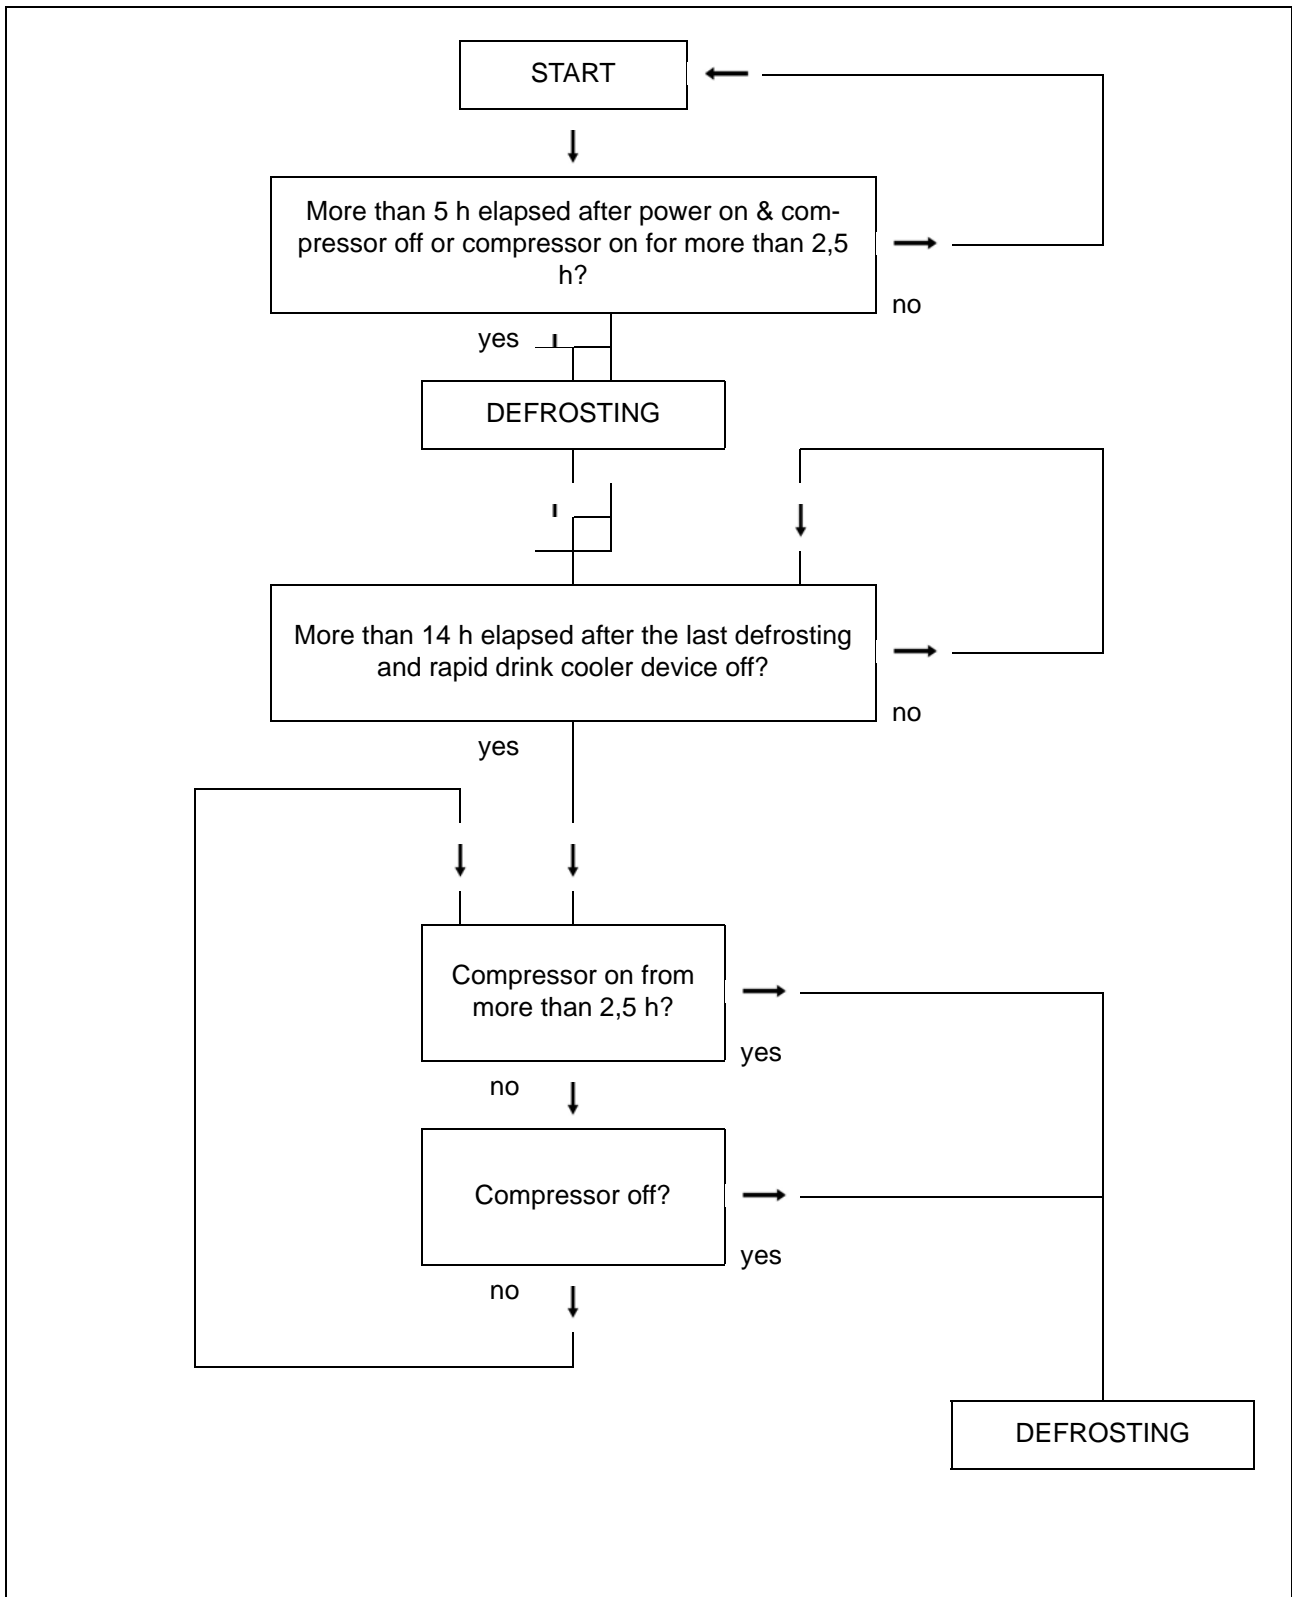 START
More than 5 h elapsed after power on & com-
pressor off or compressor on for more than 2,5
h?
no
yes
DEFROSTING
More than 14 h elapsed after the last defrosting
and rapid drink cooler device off?
no
yes
Compressor on from
more than 2,5 h?
yes
no
Compressor off?
yes
no
DEFROSTING